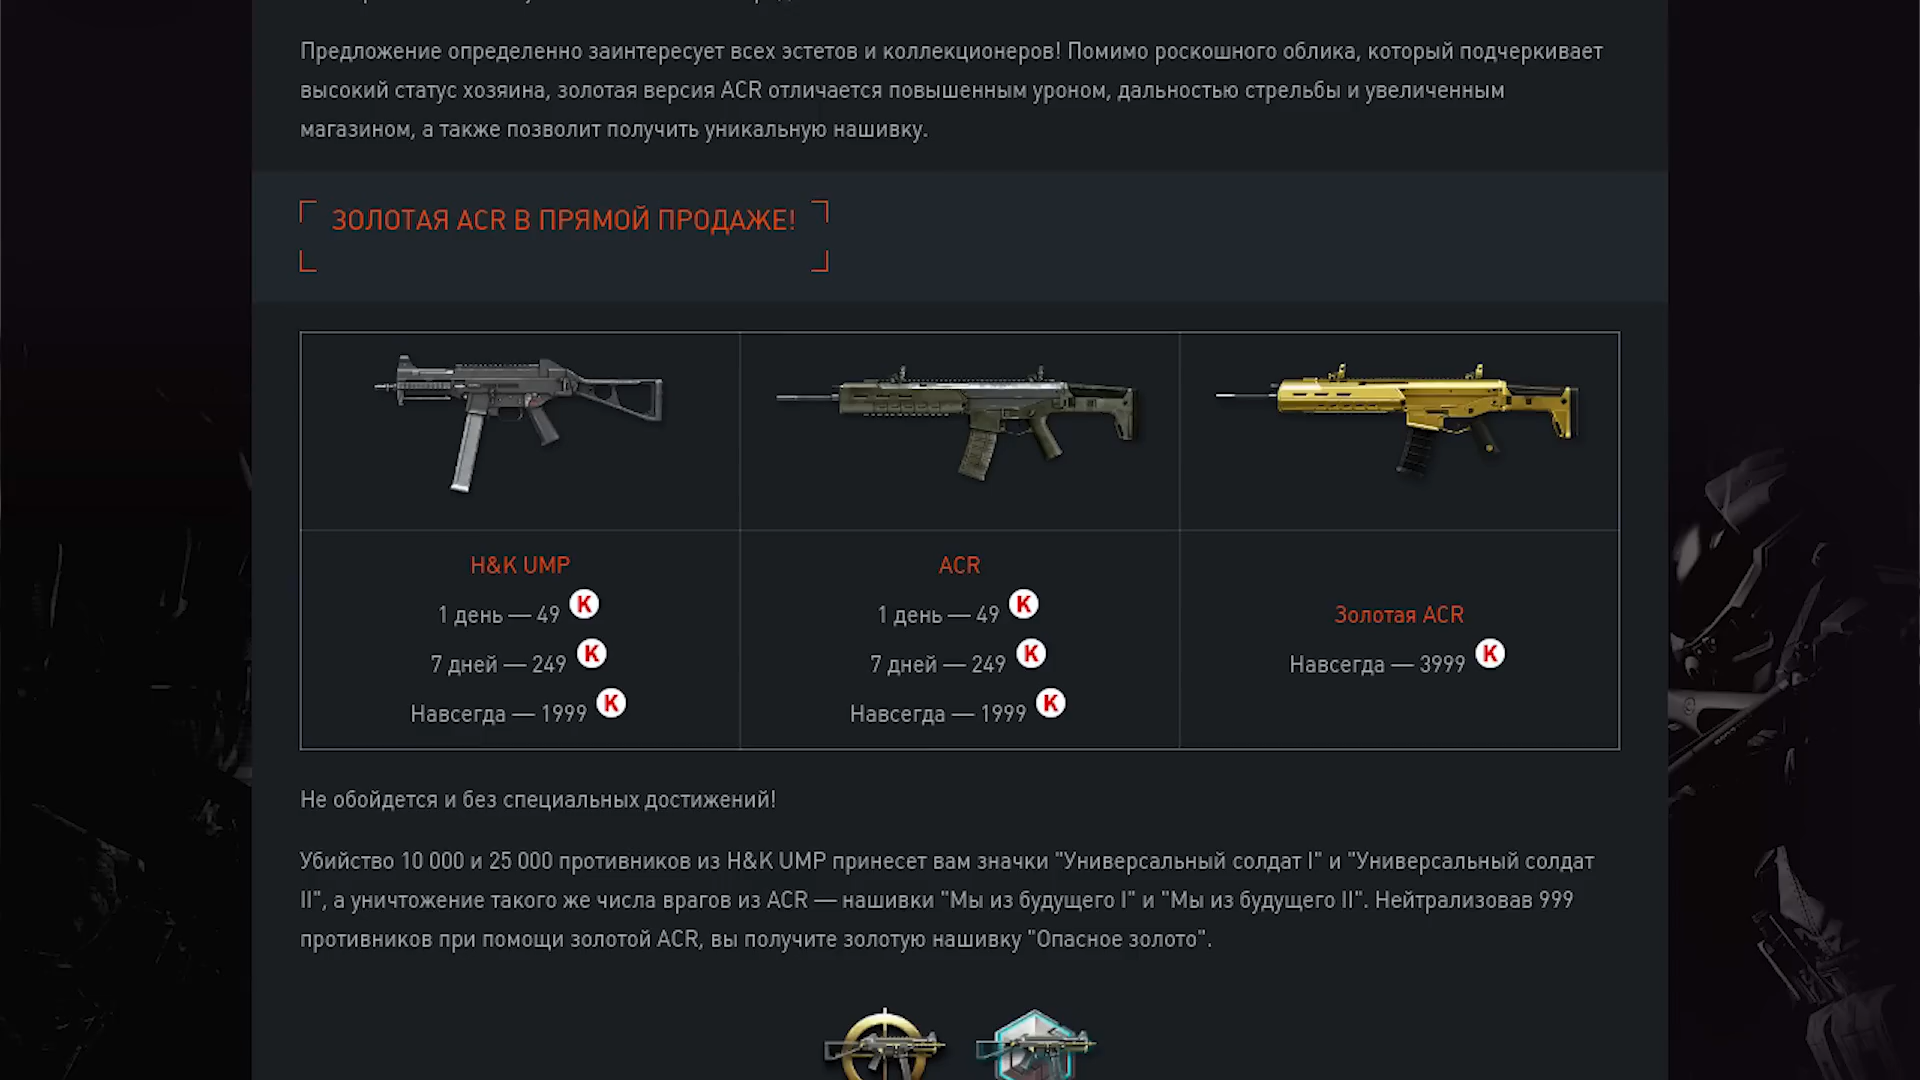 Предложение определенно заинтересует всех эстетов и коллекционеров! Помимо роскошного облика, который подчеркивает
высокий статус хозяина, золотая версия ACR отличается повышенным уроном, дальностью стрельбы и увеличенным
магазином, а также позволит получить уникальную нашивку.
ЗОЛОТАЯ ACR В ПРЯМОЙ ПРОДАЖЕ!
H&K UMP
1 день — 49 K
7 дней — 249 K
Навсегда — 1999 K
ACR
1 день — 49 K
7 дней — 249 K
Навсегда — 1999 K
Золотая ACR
Навсегда — 3999 K
Не обойдется и без специальных достижений!
Убийство 10 000 и 25 000 противников из H&K UMP принесет вам значки "Универсальный солдат I" и "Универсальный солдат
II", а уничтожение такого же числа врагов из ACR — нашивки "Мы из будущего I" и "Мы из будущего II". Нейтрализовав 999
противников при помощи золотой ACR, вы получите золотую нашивку "Опасное золото".